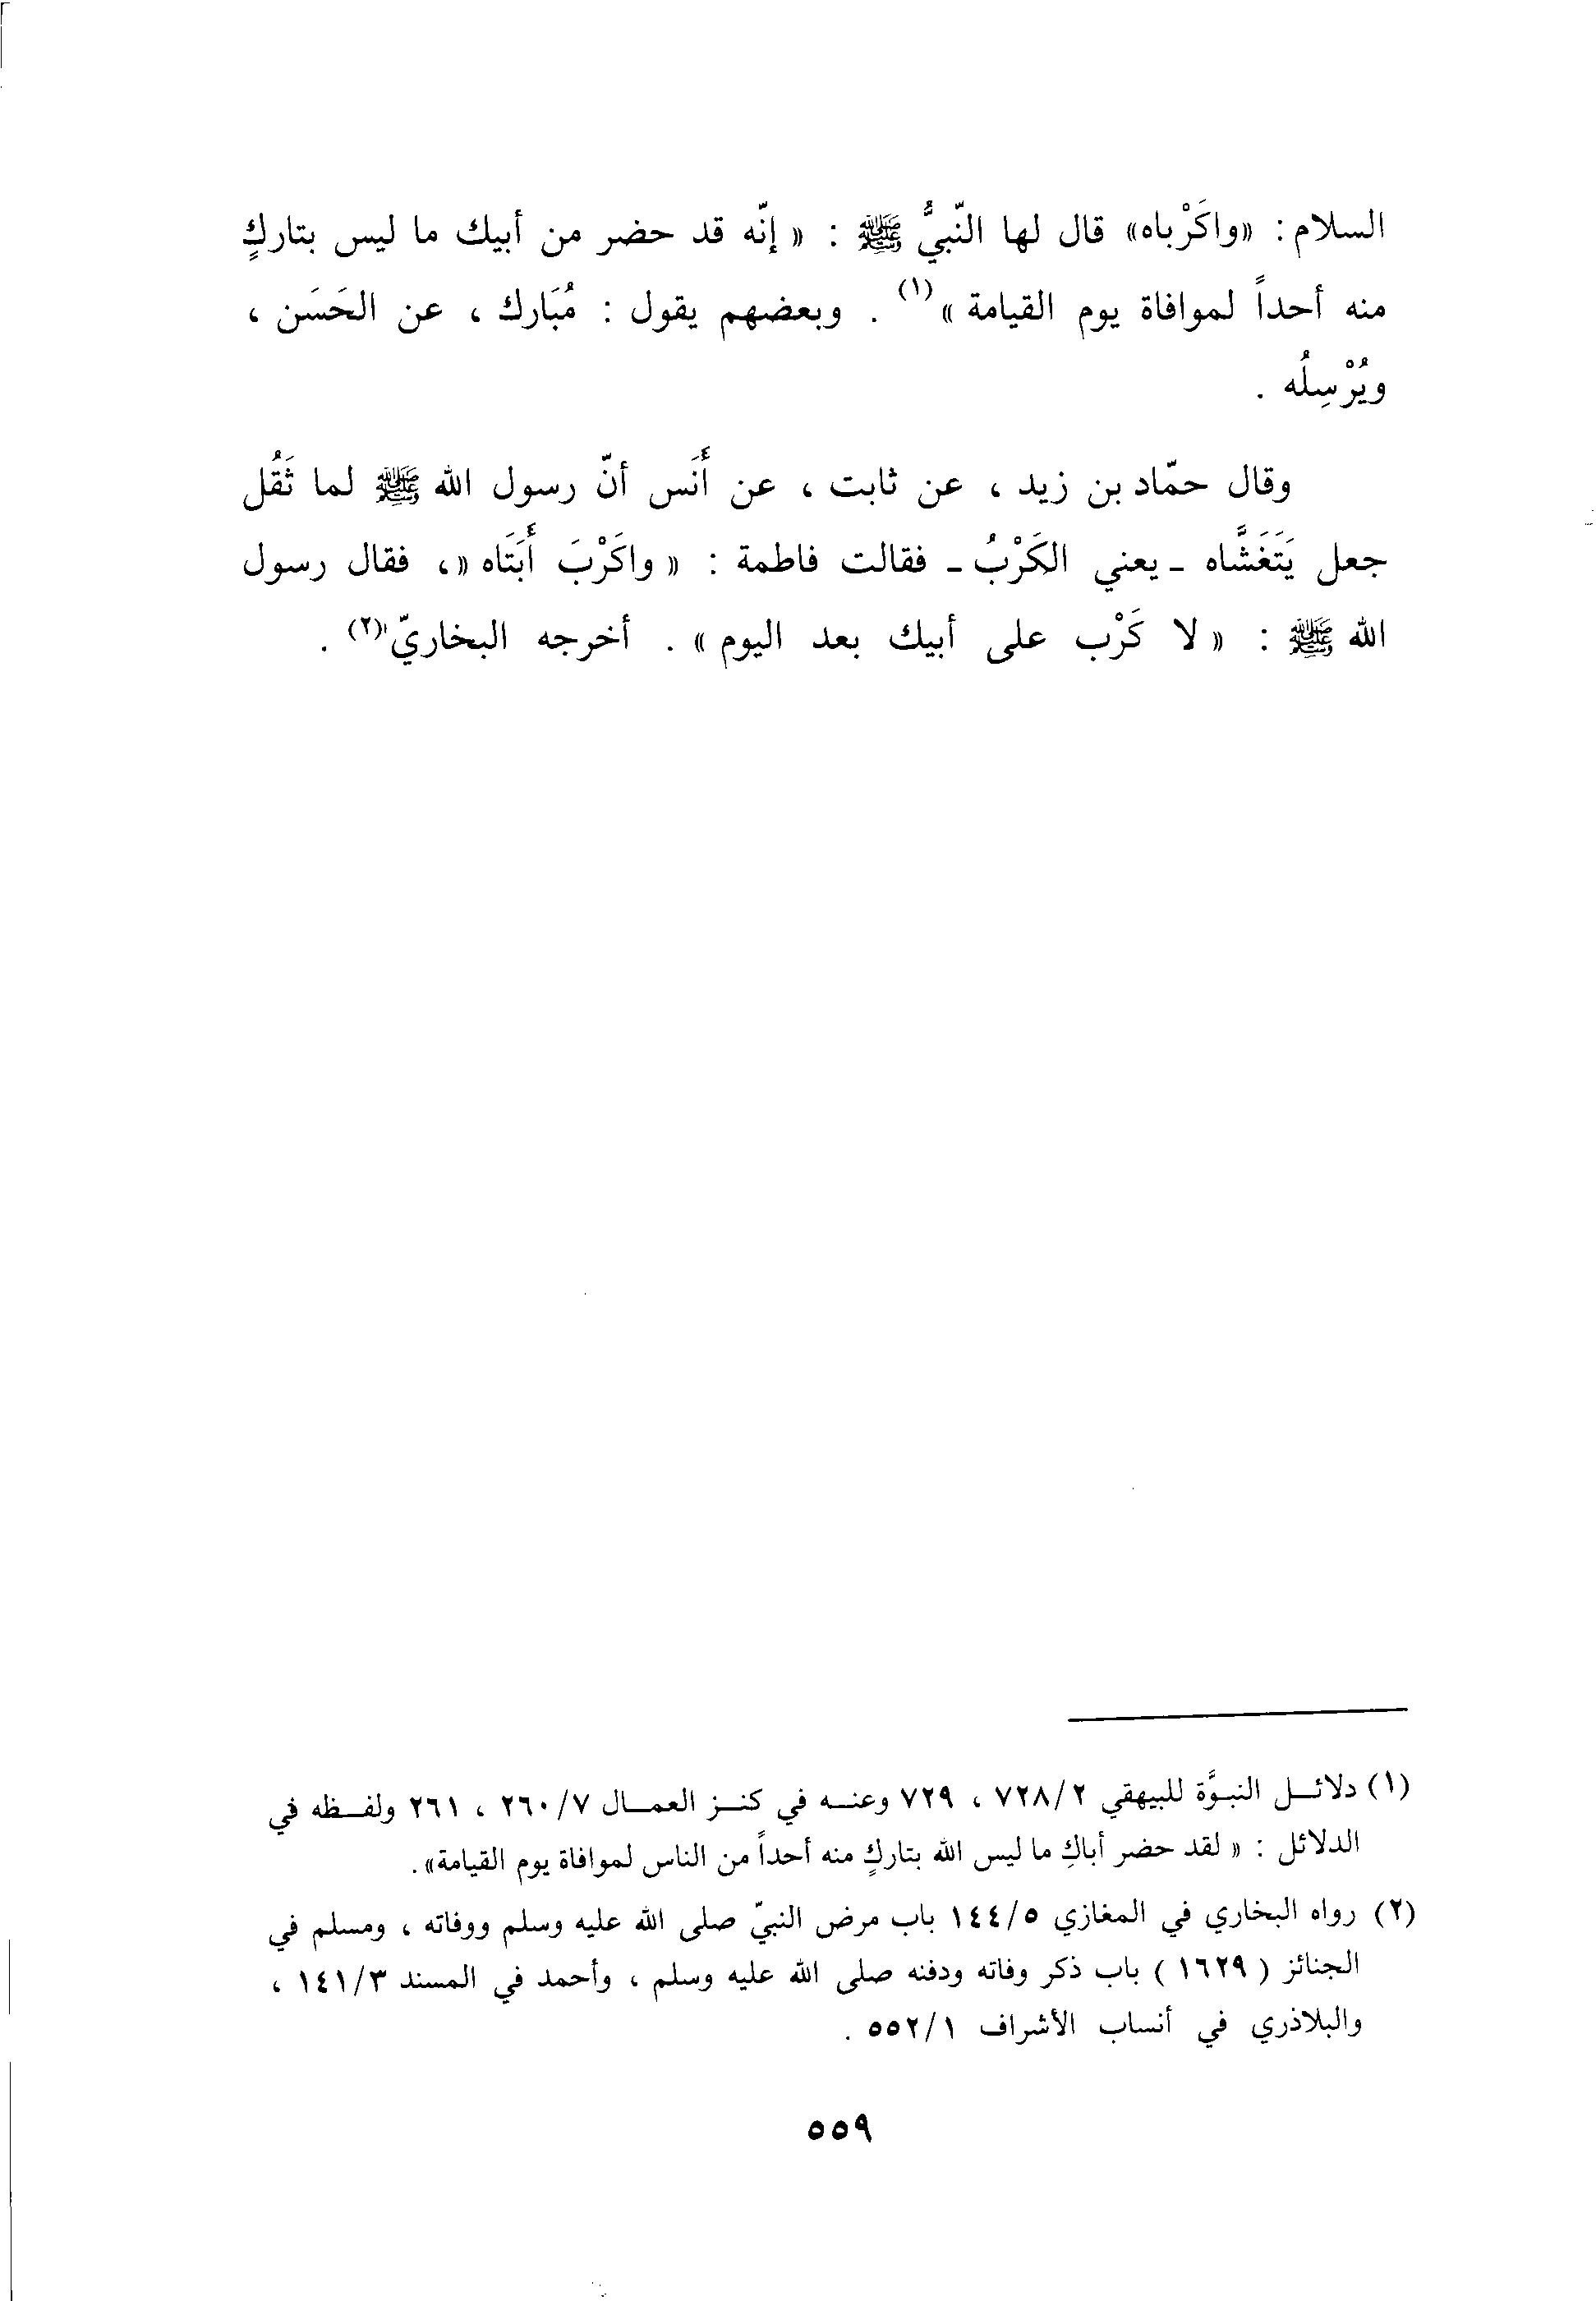 السلام : «واكَرْباه» قال لها النّبيُّ ﷺ : « إنّه قد حضر من أبيك ما ليس بتاركٍ
منه أحداً لموافاة يوم القيامة »(١) . وبعضهم يقول : مُبَارك ، عن الحَسَن ،
ويُرْسِلُه .
وقال حمّاد بن زيد ، عن ثابت ، عن أَنَس أنّ رسول الله ﷺ لما ثَقُل
جعل يَتَغَشَّاه ـ يعني الكَرْبُ ـ فقالت فاطمة : « واكَرْبَ أَبَتَاه »، فقال رسول
الله ﷺ : « لا كَرْب على أبيك بعد اليوم » . أخرجه البخاريّ(٢) .
(١) دلائل النبوَّة للبيهقي ٧٢٨/٢ ، ٧٢٩ وعنه في كنز العمال ٢٦٠/٧ ، ٢٦١ ولفظه في
الدلائل : « لقد حضر أباكِ ما ليس الله بتاركٍ منه أحداً من الناس لموافاة يوم القيامة».
(٢) رواه البخاري في المغازي ١٤٤/٥ باب مرض النبيّ صلى الله عليه وسلم ووفاته ، ومسلم في
الجنائز ( ١٦٢٩ ) باب ذكر وفاته ودفنه صلى الله عليه وسلم ، وأحمد في المسند ١٤١/٣ ،
والبلاذري في أنساب الأشراف ٥٥٢/١ .
٥٥٩